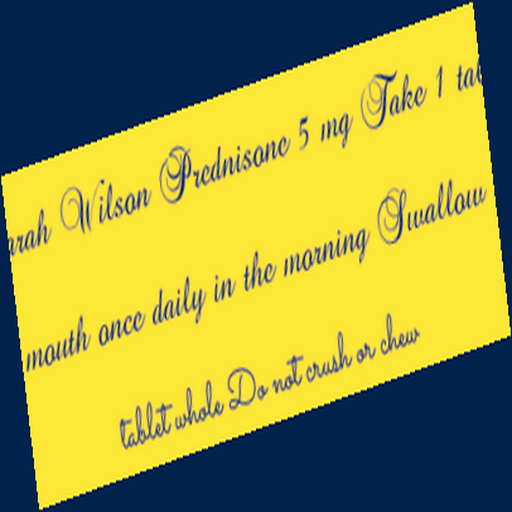 Wilson Prednisone 5 mg Take 1
mouth once daily in the morning Swallow
tablet whole Do not crush or chew